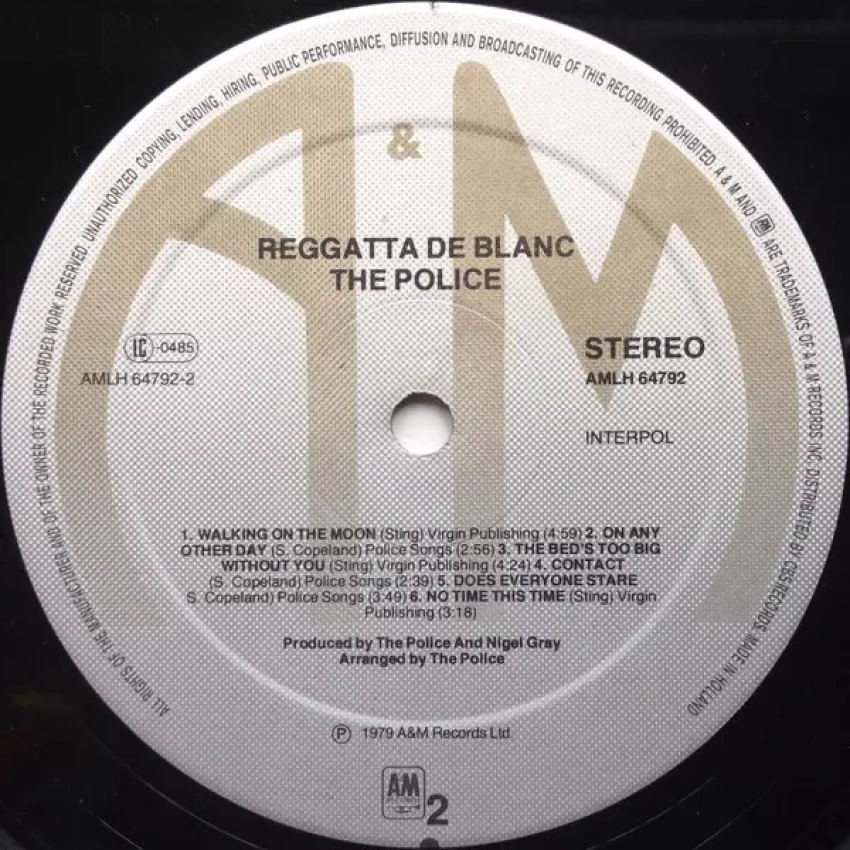 ALL RIGHTS OF THE MANUFACTURER AND OF THE OWNER OF THE RECORDED WORK RESERVED. UNAUTHORIZED COPYING, LENDING, HIRING, PUBLIC PERFORMANCE, DIFFUSION AND BROADCASTING OF THIS RECORDING PROHIBITED. A & M AND AM ARE TRADEMARKS OF A & M RECORDS INC. DISTRIBUTED BY CBS RECORDS. MADE IN HOLLAND
A & M
REGGATTA DE BLANC
THE POLICE
LC -0485
AMLH 64792-2
STEREO
AMLH 64792
INTERPOL
1. WALKING ON THE MOON (Sting) Virgin Publishing (4:59) 2. ON ANY
OTHER DAY (S. Copeland) Police Songs (2:56) 3. THE BED'S TOO BIG
WITHOUT YOU (Sting) Virgin Publishing (4:24) 4. CONTACT
(S. Copeland) Police Songs (2:39) 5. DOES EVERYONE STARE
S. Copeland) Police Songs (3:49) 6. NO TIME THIS TIME (Sting) Virgin
Publishing (3:18)
Produced by The Police And Nigel Gray
Arranged by The Police
℗ 1979 A&M Records Ltd.
AM
RECORDS
2